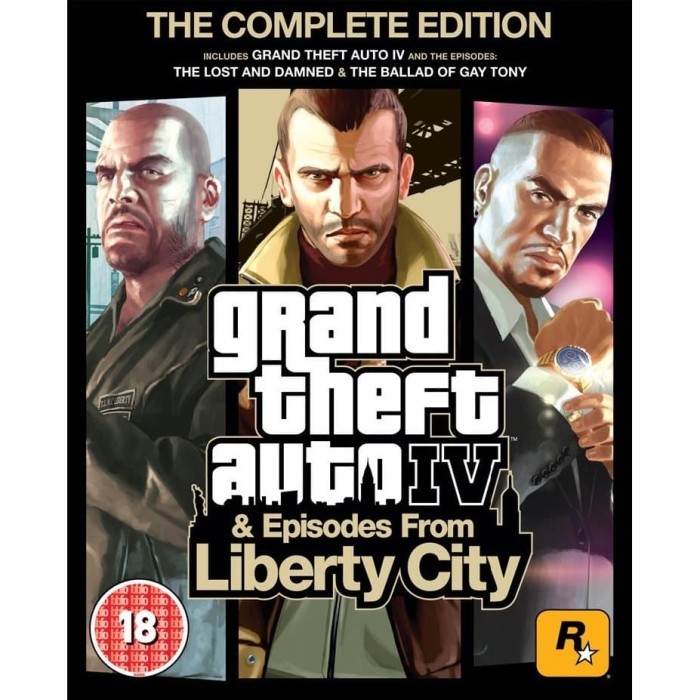 THE COMPLETE EDITION
INCLUDES GRAND THEFT AUTO IV AND THE EPISODES:
THE LOST AND DAMNED & THE BALLAD OF GAY TONY
grand
theft
auto IV™
& Episodes From
Liberty City
18
R